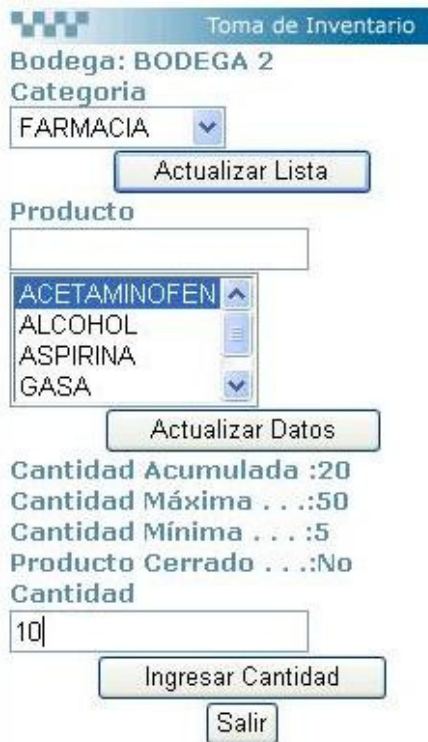 Toma de Inventario
Bodega: BODEGA 2
Categoria
FARMACIA
Actualizar Lista
Producto
ACETAMINOFEN
ALCOHOL
ASPIRINA
GASA
Actualizar Datos
Cantidad Acumulada :20
Cantidad Máxima . . .:50
Cantidad Mínima . . . :5
Producto Cerrado . . .:No
Cantidad
10
Ingresar Cantidad
Salir